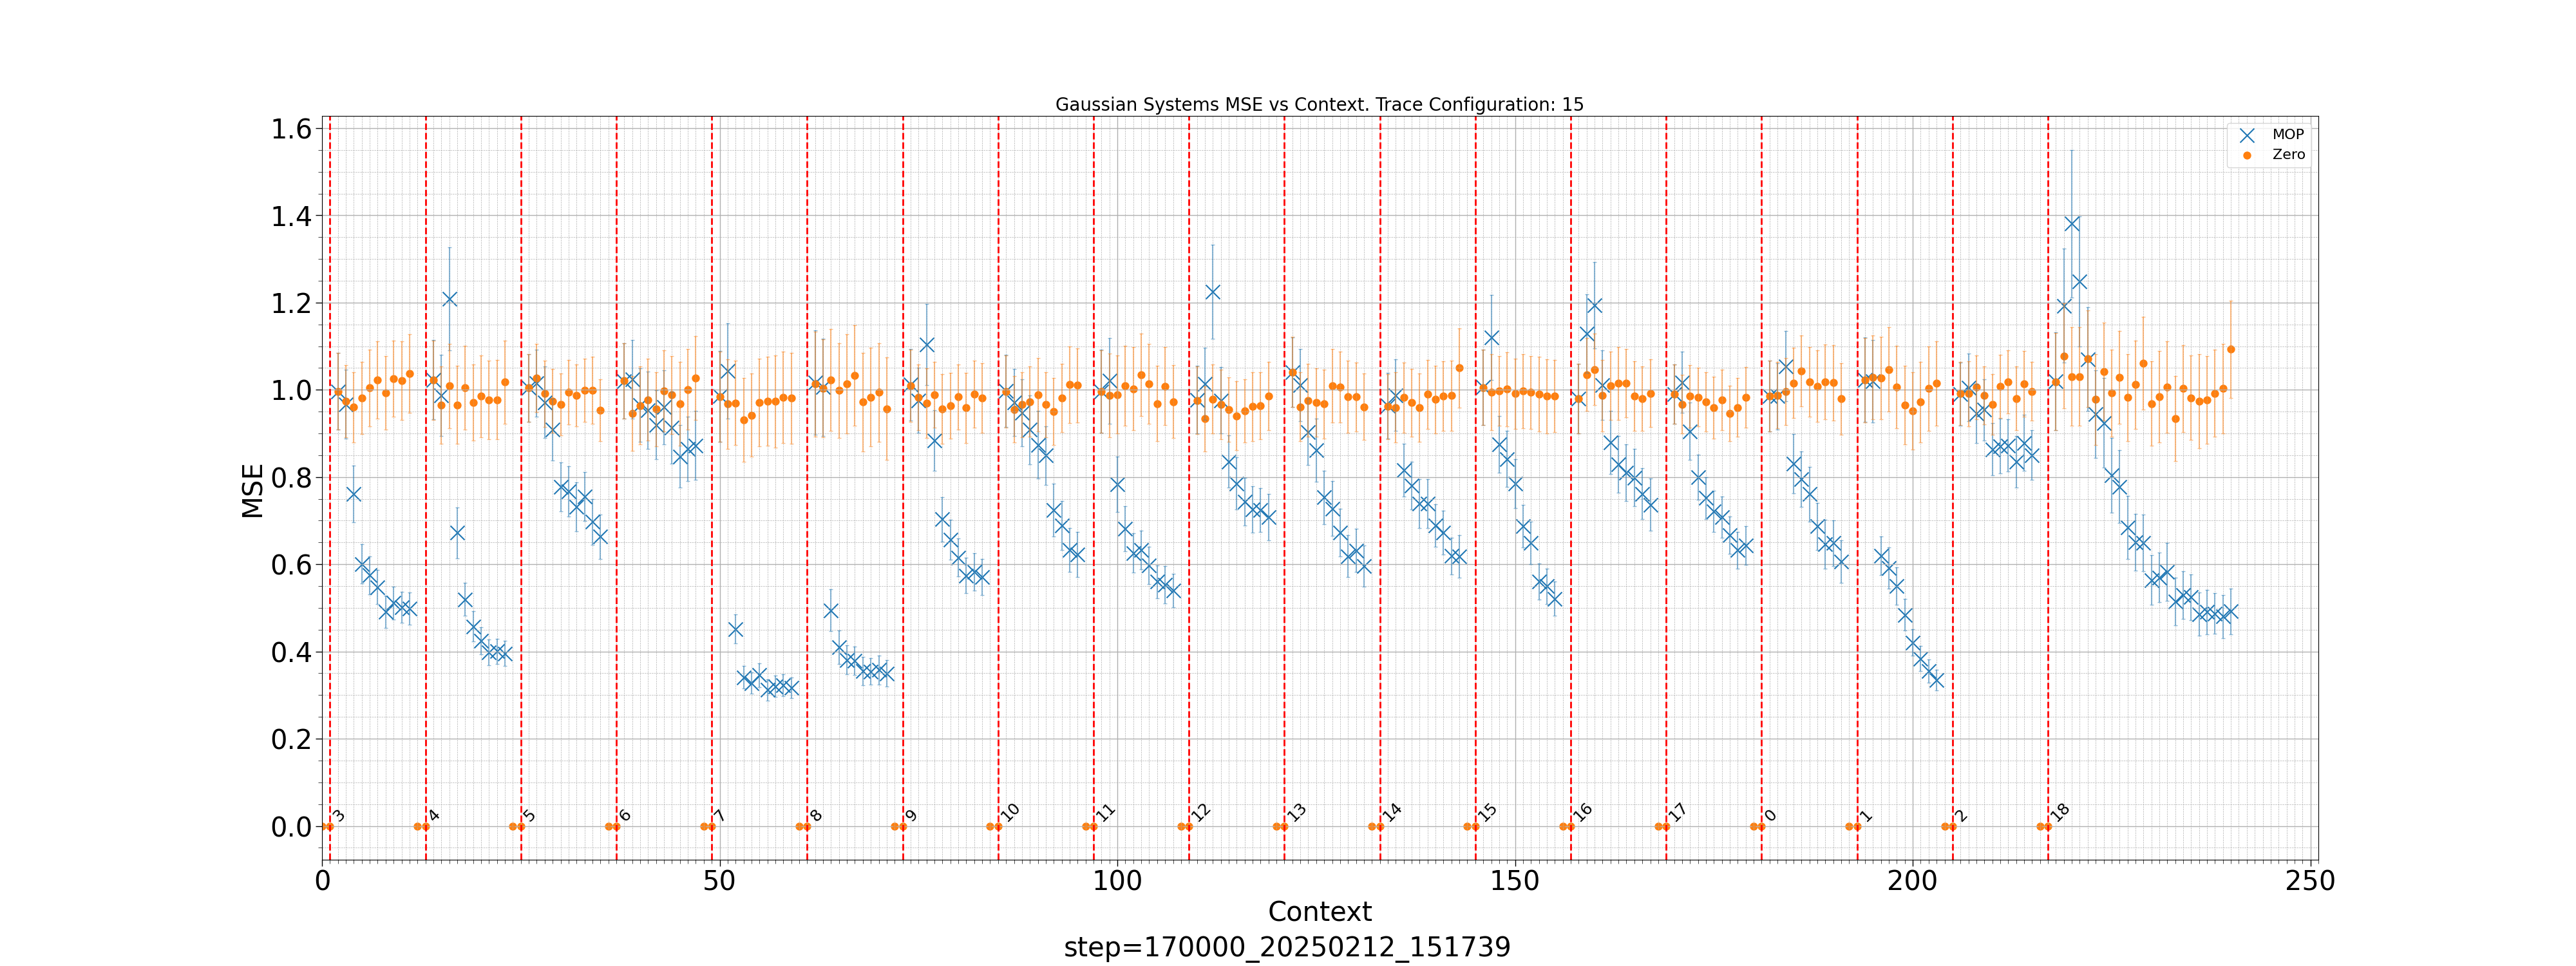 Gaussian Systems MSE vs Context. Trace Configuration: 15
MOP
Zero
1.6
1.4
1.2
1.0
0.8
0.6
0.4
0.2
0.0
MSE
3 4 5 6 7 8 9 10 11 12 13 14 15 16 17 0 1 2 18
0 50 100 150 200 250
Context
step=170000_20250212_151739